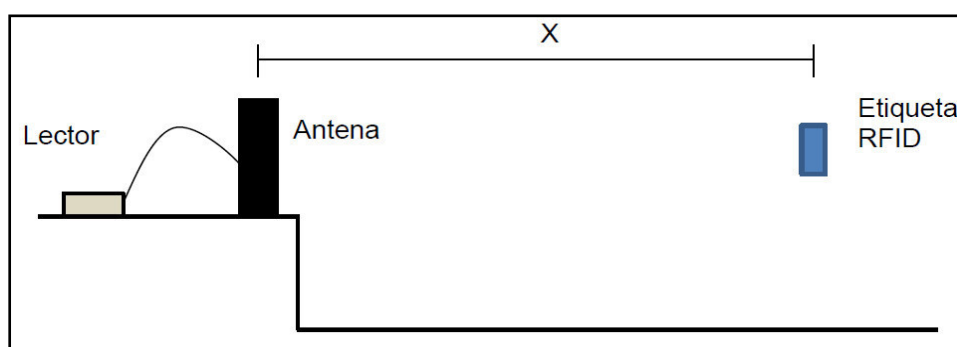 X
Lector
Antena
Etiqueta
RFID